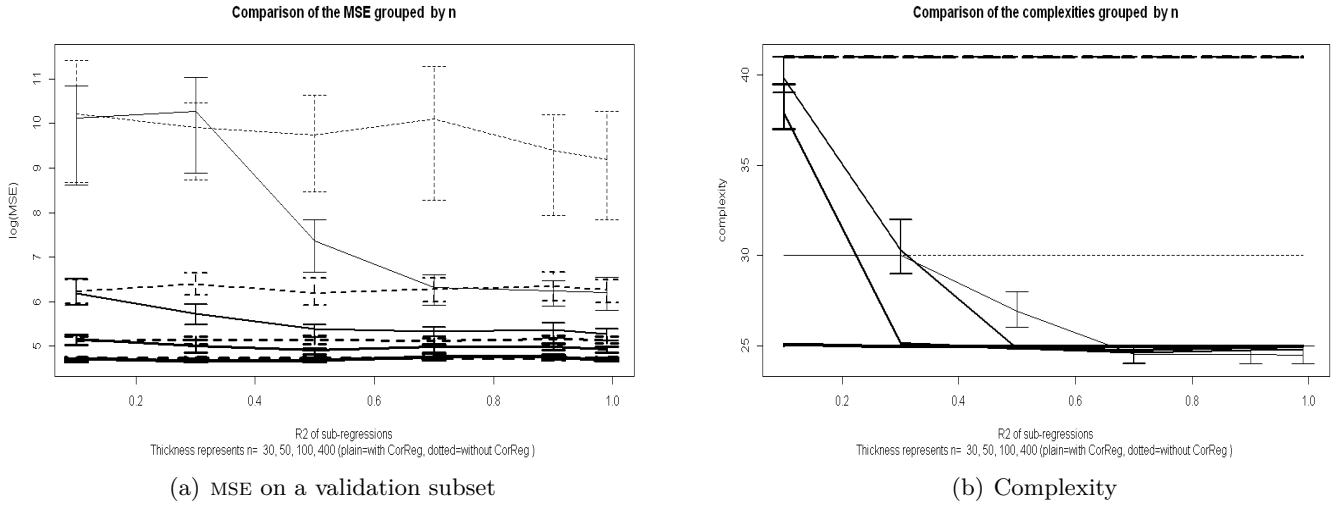 Comparison of the MSE grouped by n
log(MSE)
11
10
9
8
7
6
5
0.2 0.4 0.6 0.8 1.0
R2 of sub-regressions
Thickness represents n= 30, 50, 100, 400 (plain=with CorReg, dotted=without CorReg )
(a) MSE on a validation subset
Comparison of the complexities grouped by n
complexity
40
35
30
25
0.2 0.4 0.6 0.8 1.0
R2 of sub-regressions
Thickness represents n= 30, 50, 100, 400 (plain=with CorReg, dotted=without CorReg )
(b) Complexity